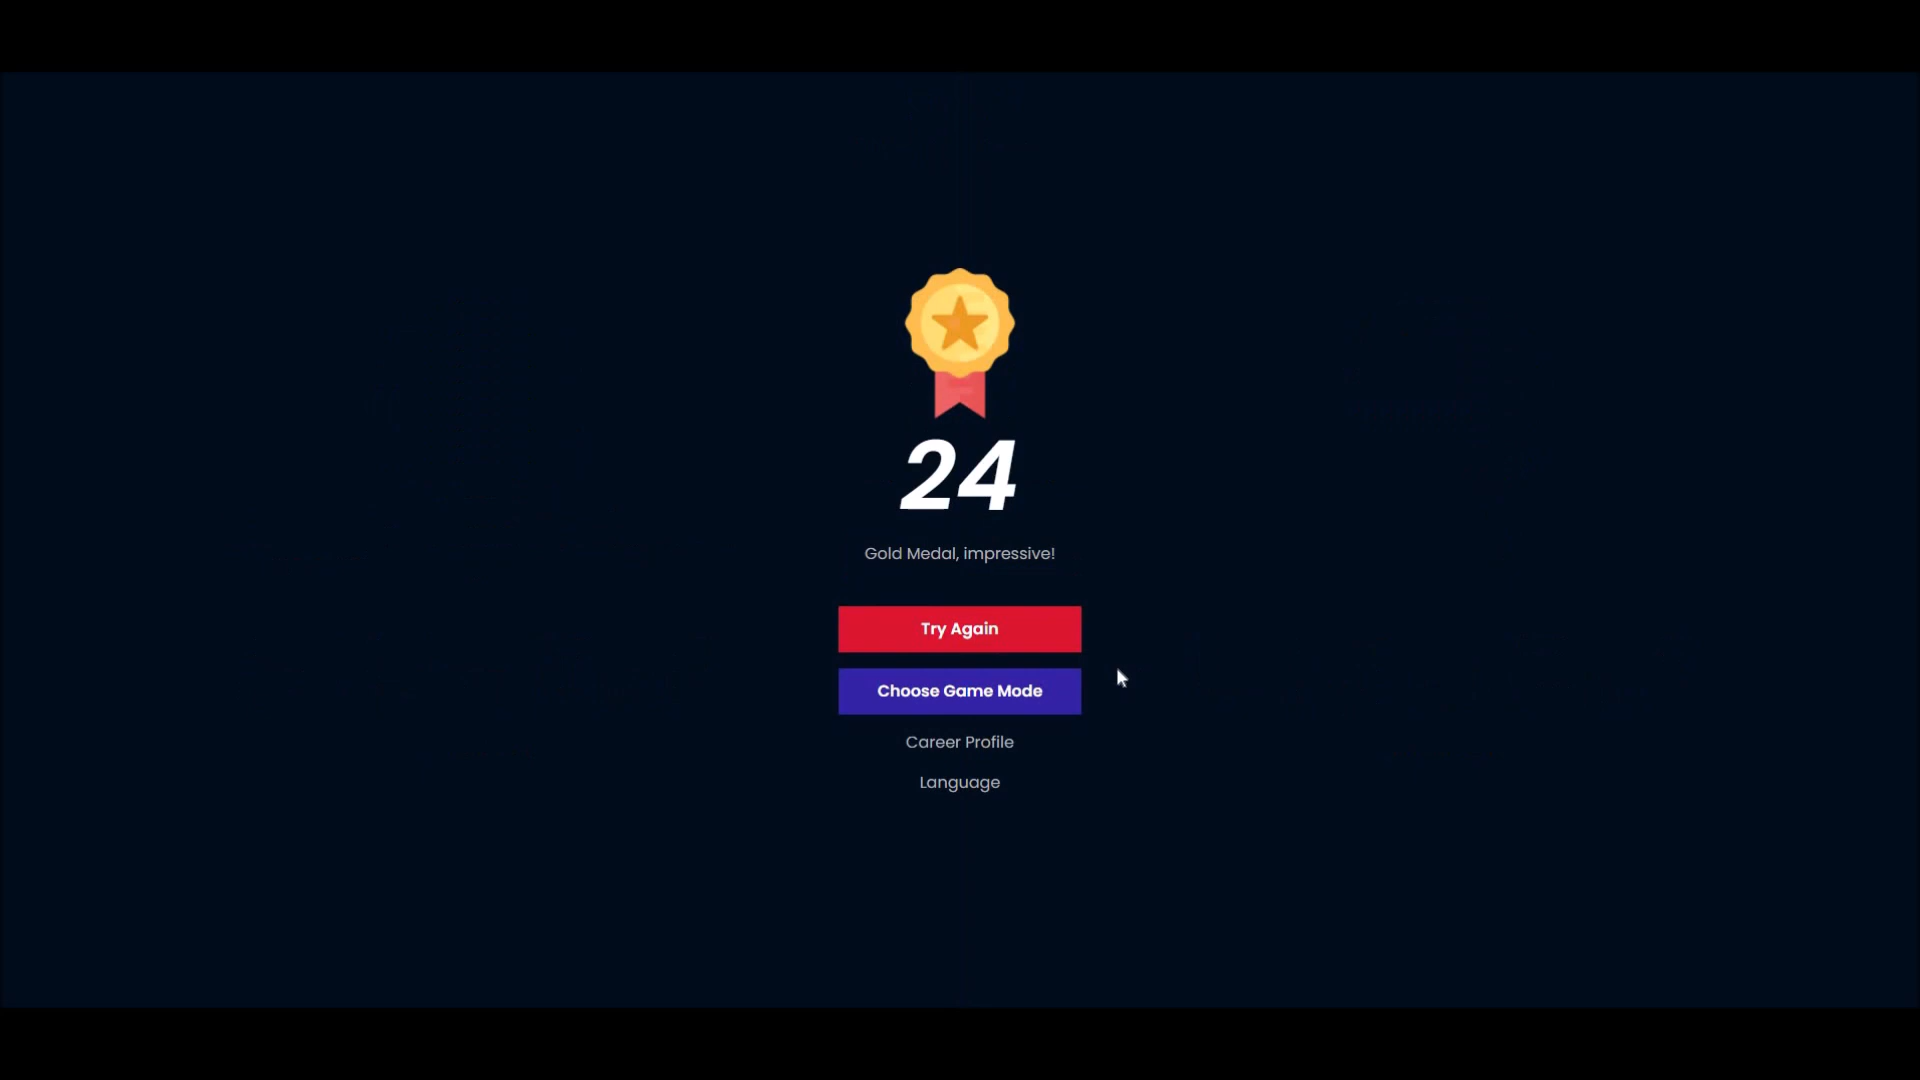 24
Gold Medal, impressive!
Try Again
Choose Game Mode
Career Profile
Language